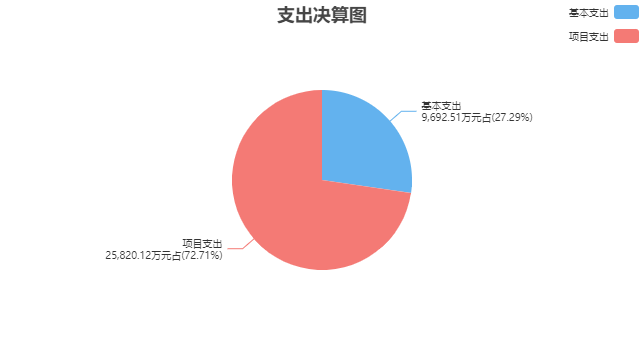 支出决算图
基本支出
项目支出
基本支出
9,692.51万元占(27.29%)
项目支出
25,820.12万元占(72.71%)